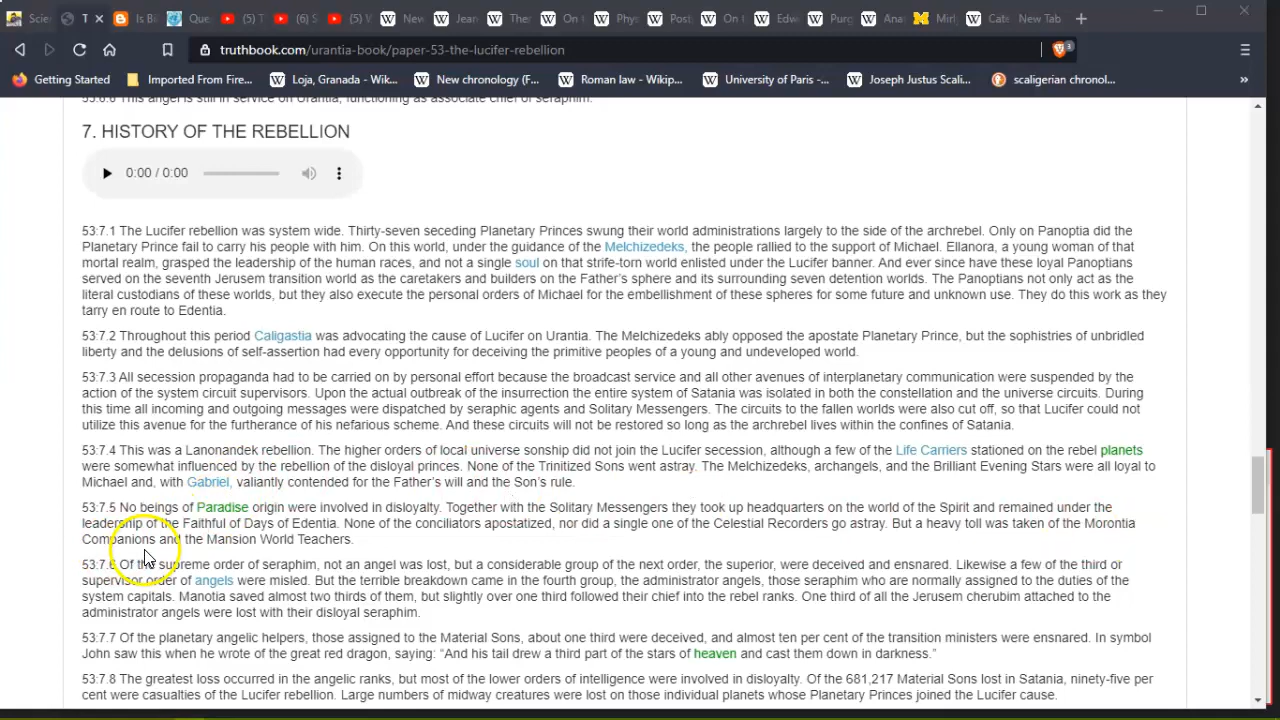 T
Is B
Que
(5) T
(6) S
(5) V
New
Jean
The
On
Phy
Post
On
Edw
Purg
Ana
Mirl
Cate
New Tab
truthbook.com/urantia-book/paper-53-the-lucifer-rebellion
3
Getting Started
Imported From Fire...
Loja, Granada - Wik...
New chronology (F...
Roman law - Wikip...
University of Paris -...
Joseph Justus Scali...
scaligerian chronol...
»
53:6.6 This angel is still in service on Urantia, functioning as associate chief of seraphim.
7. HISTORY OF THE REBELLION
0:00 / 0:00
53:7.1 The Lucifer rebellion was system wide. Thirty-seven seceding Planetary Princes swung their world administrations largely to the side of the archrebel. Only on Panoptia did the
Planetary Prince fail to carry his people with him. On this world, under the guidance of the Melchizedeks, the people rallied to the support of Michael. Ellanora, a young woman of that
mortal realm, grasped the leadership of the human races, and not a single soul on that strife-torn world enlisted under the Lucifer banner. And ever since have these loyal Panoptians
served on the seventh Jerusem transition world as the caretakers and builders on the Father's sphere and its surrounding seven detention worlds. The Panoptians not only act as the
literal custodians of these worlds, but they also execute the personal orders of Michael for the embellishment of these spheres for some future and unknown use. They do this work as they
tarry en route to Edentia.
53:7.2 Throughout this period Caligastia was advocating the cause of Lucifer on Urantia. The Melchizedeks ably opposed the apostate Planetary Prince, but the sophistries of unbridled
liberty and the delusions of self-assertion had every opportunity for deceiving the primitive peoples of a young and undeveloped world.
53:7.3 All secession propaganda had to be carried on by personal effort because the broadcast service and all other avenues of interplanetary communication were suspended by the
action of the system circuit supervisors. Upon the actual outbreak of the insurrection the entire system of Satania was isolated in both the constellation and the universe circuits. During
this time all incoming and outgoing messages were dispatched by seraphic agents and Solitary Messengers. The circuits to the fallen worlds were also cut off, so that Lucifer could not
utilize this avenue for the furtherance of his nefarious scheme. And these circuits will not be restored so long as the archrebel lives within the confines of Satania.
53:7.4 This was a Lanonandek rebellion. The higher orders of local universe sonship did not join the Lucifer secession, although a few of the Life Carriers stationed on the rebel planets
were somewhat influenced by the rebellion of the disloyal princes. None of the Trinitized Sons went astray. The Melchizedeks, archangels, and the Brilliant Evening Stars were all loyal to
Michael and, with Gabriel, valiantly contended for the Father's will and the Son's rule.
53:7.5 No beings of Paradise origin were involved in disloyalty. Together with the Solitary Messengers they took up headquarters on the world of the Spirit and remained under the
leadership of the Faithful of Days of Edentia. None of the conciliators apostatized, nor did a single one of the Celestial Recorders go astray. But a heavy toll was taken of the Morontia
Companions and the Mansion World Teachers.
53:7.6 Of the supreme order of seraphim, not an angel was lost, but a considerable group of the next order, the superior, were deceived and ensnared. Likewise a few of the third or
supervisor order of angels were misled. But the terrible breakdown came in the fourth group, the administrator angels, those seraphim who are normally assigned to the duties of the
system capitals. Manotia saved almost two thirds of them, but slightly over one third followed their chief into the rebel ranks. One third of all the Jerusem cherubim attached to the
administrator angels were lost with their disloyal seraphim.
53:7.7 Of the planetary angelic helpers, those assigned to the Material Sons, about one third were deceived, and almost ten per cent of the transition ministers were ensnared. In symbol
John saw this when he wrote of the great red dragon, saying: “And his tail drew a third part of the stars of heaven and cast them down in darkness.”
53:7.8 The greatest loss occurred in the angelic ranks, but most of the lower orders of intelligence were involved in disloyalty. Of the 681,217 Material Sons lost in Satania, ninety-five per
cent were casualties of the Lucifer rebellion. Large numbers of midway creatures were lost on those individual planets whose Planetary Princes joined the Lucifer cause.